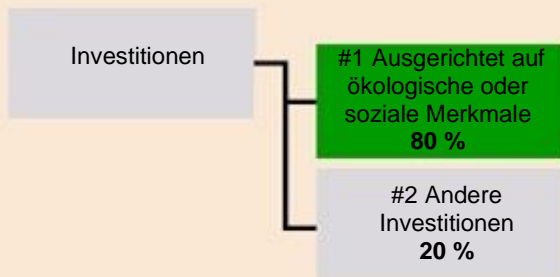 Investitionen
#1 Ausgerichtet auf
ökologische oder
soziale Merkmale
80 %
#2 Andere
Investitionen
20 %